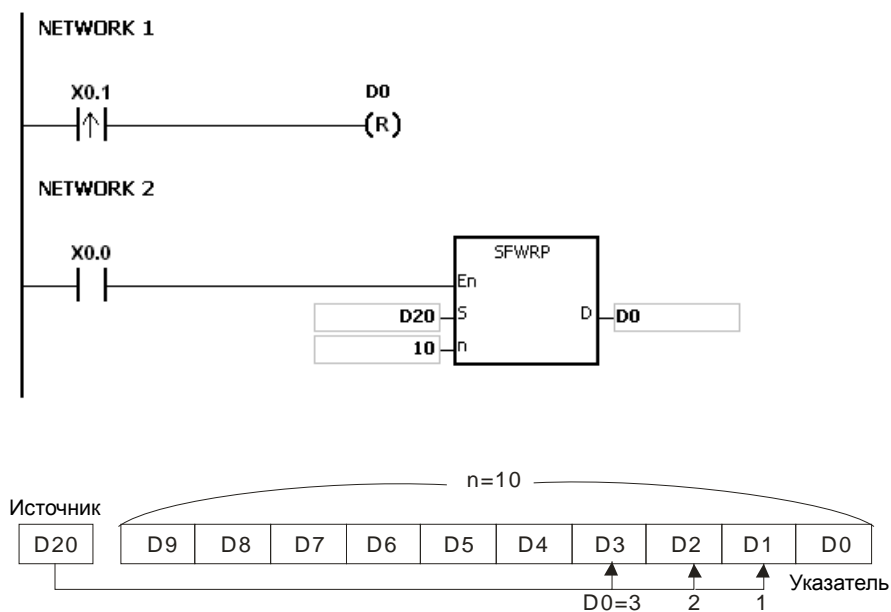 NETWORK 1
X0.1 D0
(R)
NETWORK 2
X0.0
SFWRP
En
D20 S D D0
10 n
n=10
Источник
D20 D9 D8 D7 D6 D5 D4 D3 D2 D1 D0
Указатель
D0=3 2 1